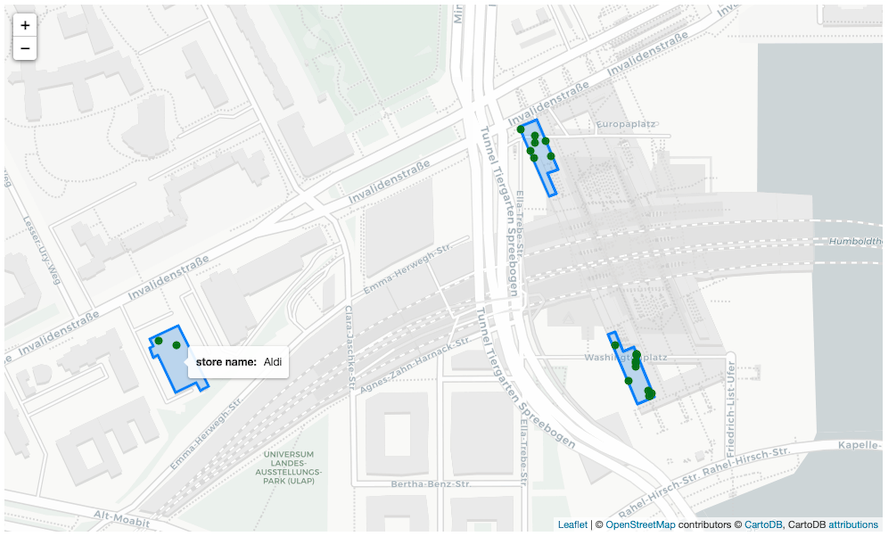 +
−
Invalidenstraße
Invalidenstraße
Europaplatz
Tunnel Tiergarten Spreebogen
Invalidenstraße
Ella-Trebe-Str.
Lesser-Ury-Weg
Humboldth
Invalidenstraße
Emma-Herwegh-Str.
Invalidenstraße
Clara-Jaschke-Str.
Tunnel Tiergarten Spreebogen
Washingtonplatz
store name: Aldi
Agnes-Zahn-Harnack-Str.
Friedrich-List-Ufer
Emma-Herwegh-Str.
Ella-Trebe-Str.
Kapelle-
UNIVERSUM
LANDES-
AUSSTELLUNGS-
PARK (ULAP)
Rahel-Hirsch-Str.
Bertha-Benz-Str.
Rahel-Hirsch-Str.
Alt-Moabit
Leaflet | © OpenStreetMap contributors © CartoDB, CartoDB attributions